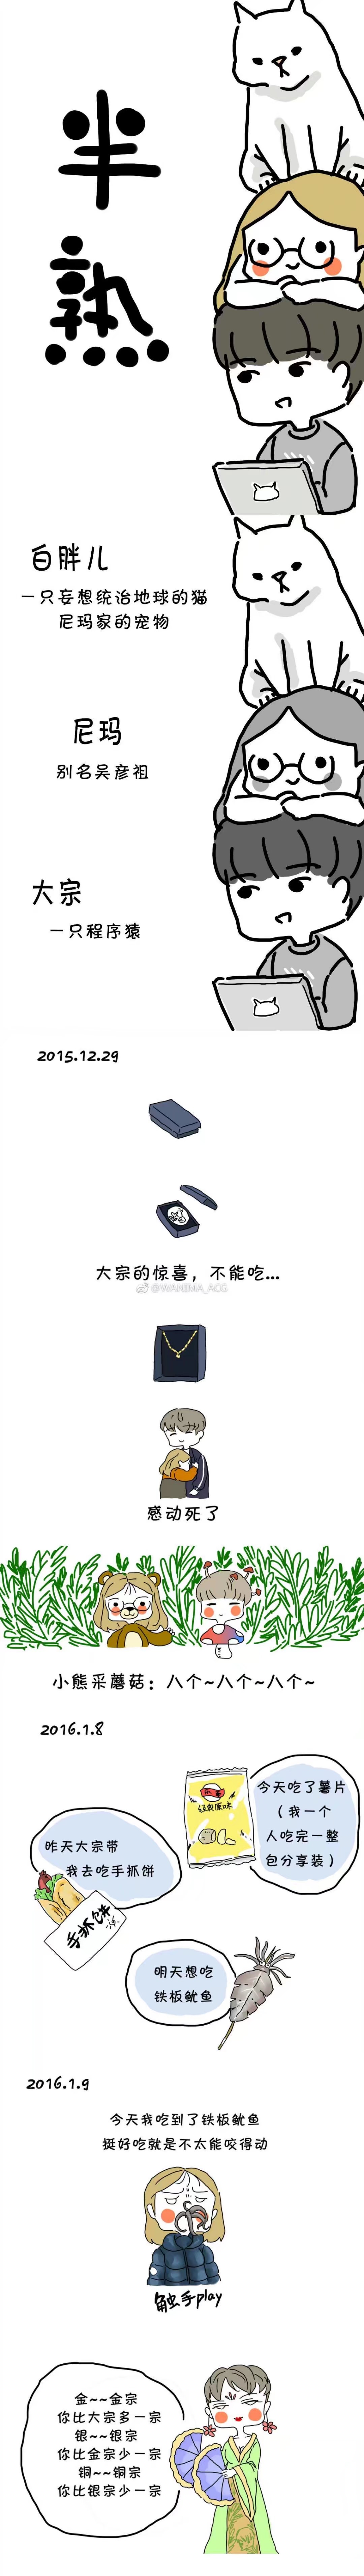 半
熟
白胖儿
一只妄想统治地球的猫
尼玛家的宠物
尼玛
别名吴彦祖
大宗
一只程序猿
2015.12.29
大宗的惊喜，不能吃...
@WANIMA_ACG
感动死了
小熊采蘑菇：八个~八个~八个~
2016.1.8
经典原味
今天吃了薯片
（我一个
人吃完一整
包分享装）
昨天大宗带
我去吃手抓饼
手抓饼
明天想吃
铁板鱿鱼
2016.1.9
今天我吃到了铁板鱿鱼
挺好吃就是不太能咬得动
触手play
金~~金宗
你比大宗多一宗
银~~银宗
你比金宗少一宗
铜~~铜宗
你比银宗少一宗